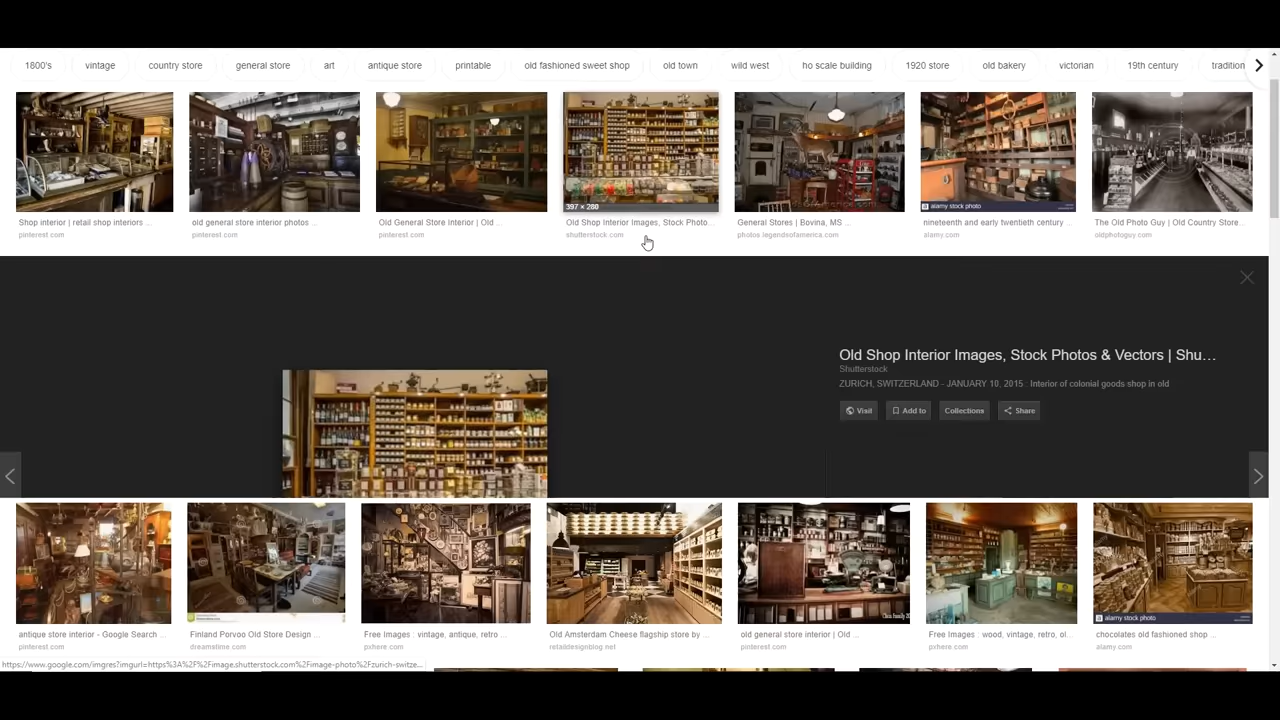 1800's vintage country store general store art antique store printable old fashioned sweet shop old town wild west ho scale building 1920 store old bakery victorian 19th century tradition
397 × 280
a alamy stock photo
Shop interior | retail shop interiors ...
old general store interior photos ...
Old General Store Interior | Old ...
Old Shop Interior Images, Stock Photo...
General Stores | Bovina, MS ...
nineteenth and early twentieth century ...
The Old Photo Guy | Old Country Store...
pinterest.com
pinterest.com
pinterest.com
shutterstock.com
photos.legendsofamerica.com
alamy.com
oldphotoguy.com
Old Shop Interior Images, Stock Photos & Vectors | Shu...
Shutterstock
ZURICH, SWITZERLAND - JANUARY 10, 2015 : Interior of colonial goods shop in old
Visit Add to Collections Share
a alamy stock photo
antique store interior - Google Search ...
Finland Porvoo Old Store Design ...
Free Images : vintage, antique, retro ...
Old Amsterdam Cheese flagship store by ...
old general store interior | Old ...
Free Images : wood, vintage, retro, ol...
chocolates old fashioned shop ...
pinterest.com
dreamstime.com
pxhere.com
retaildesignblog.net
pinterest.com
pxhere.com
alamy.com
https://www.google.com/imgres?imgurl=https%3A%2F%2Fimage.shutterstock.com%2Fimage-photo%2Fzurich-switze...